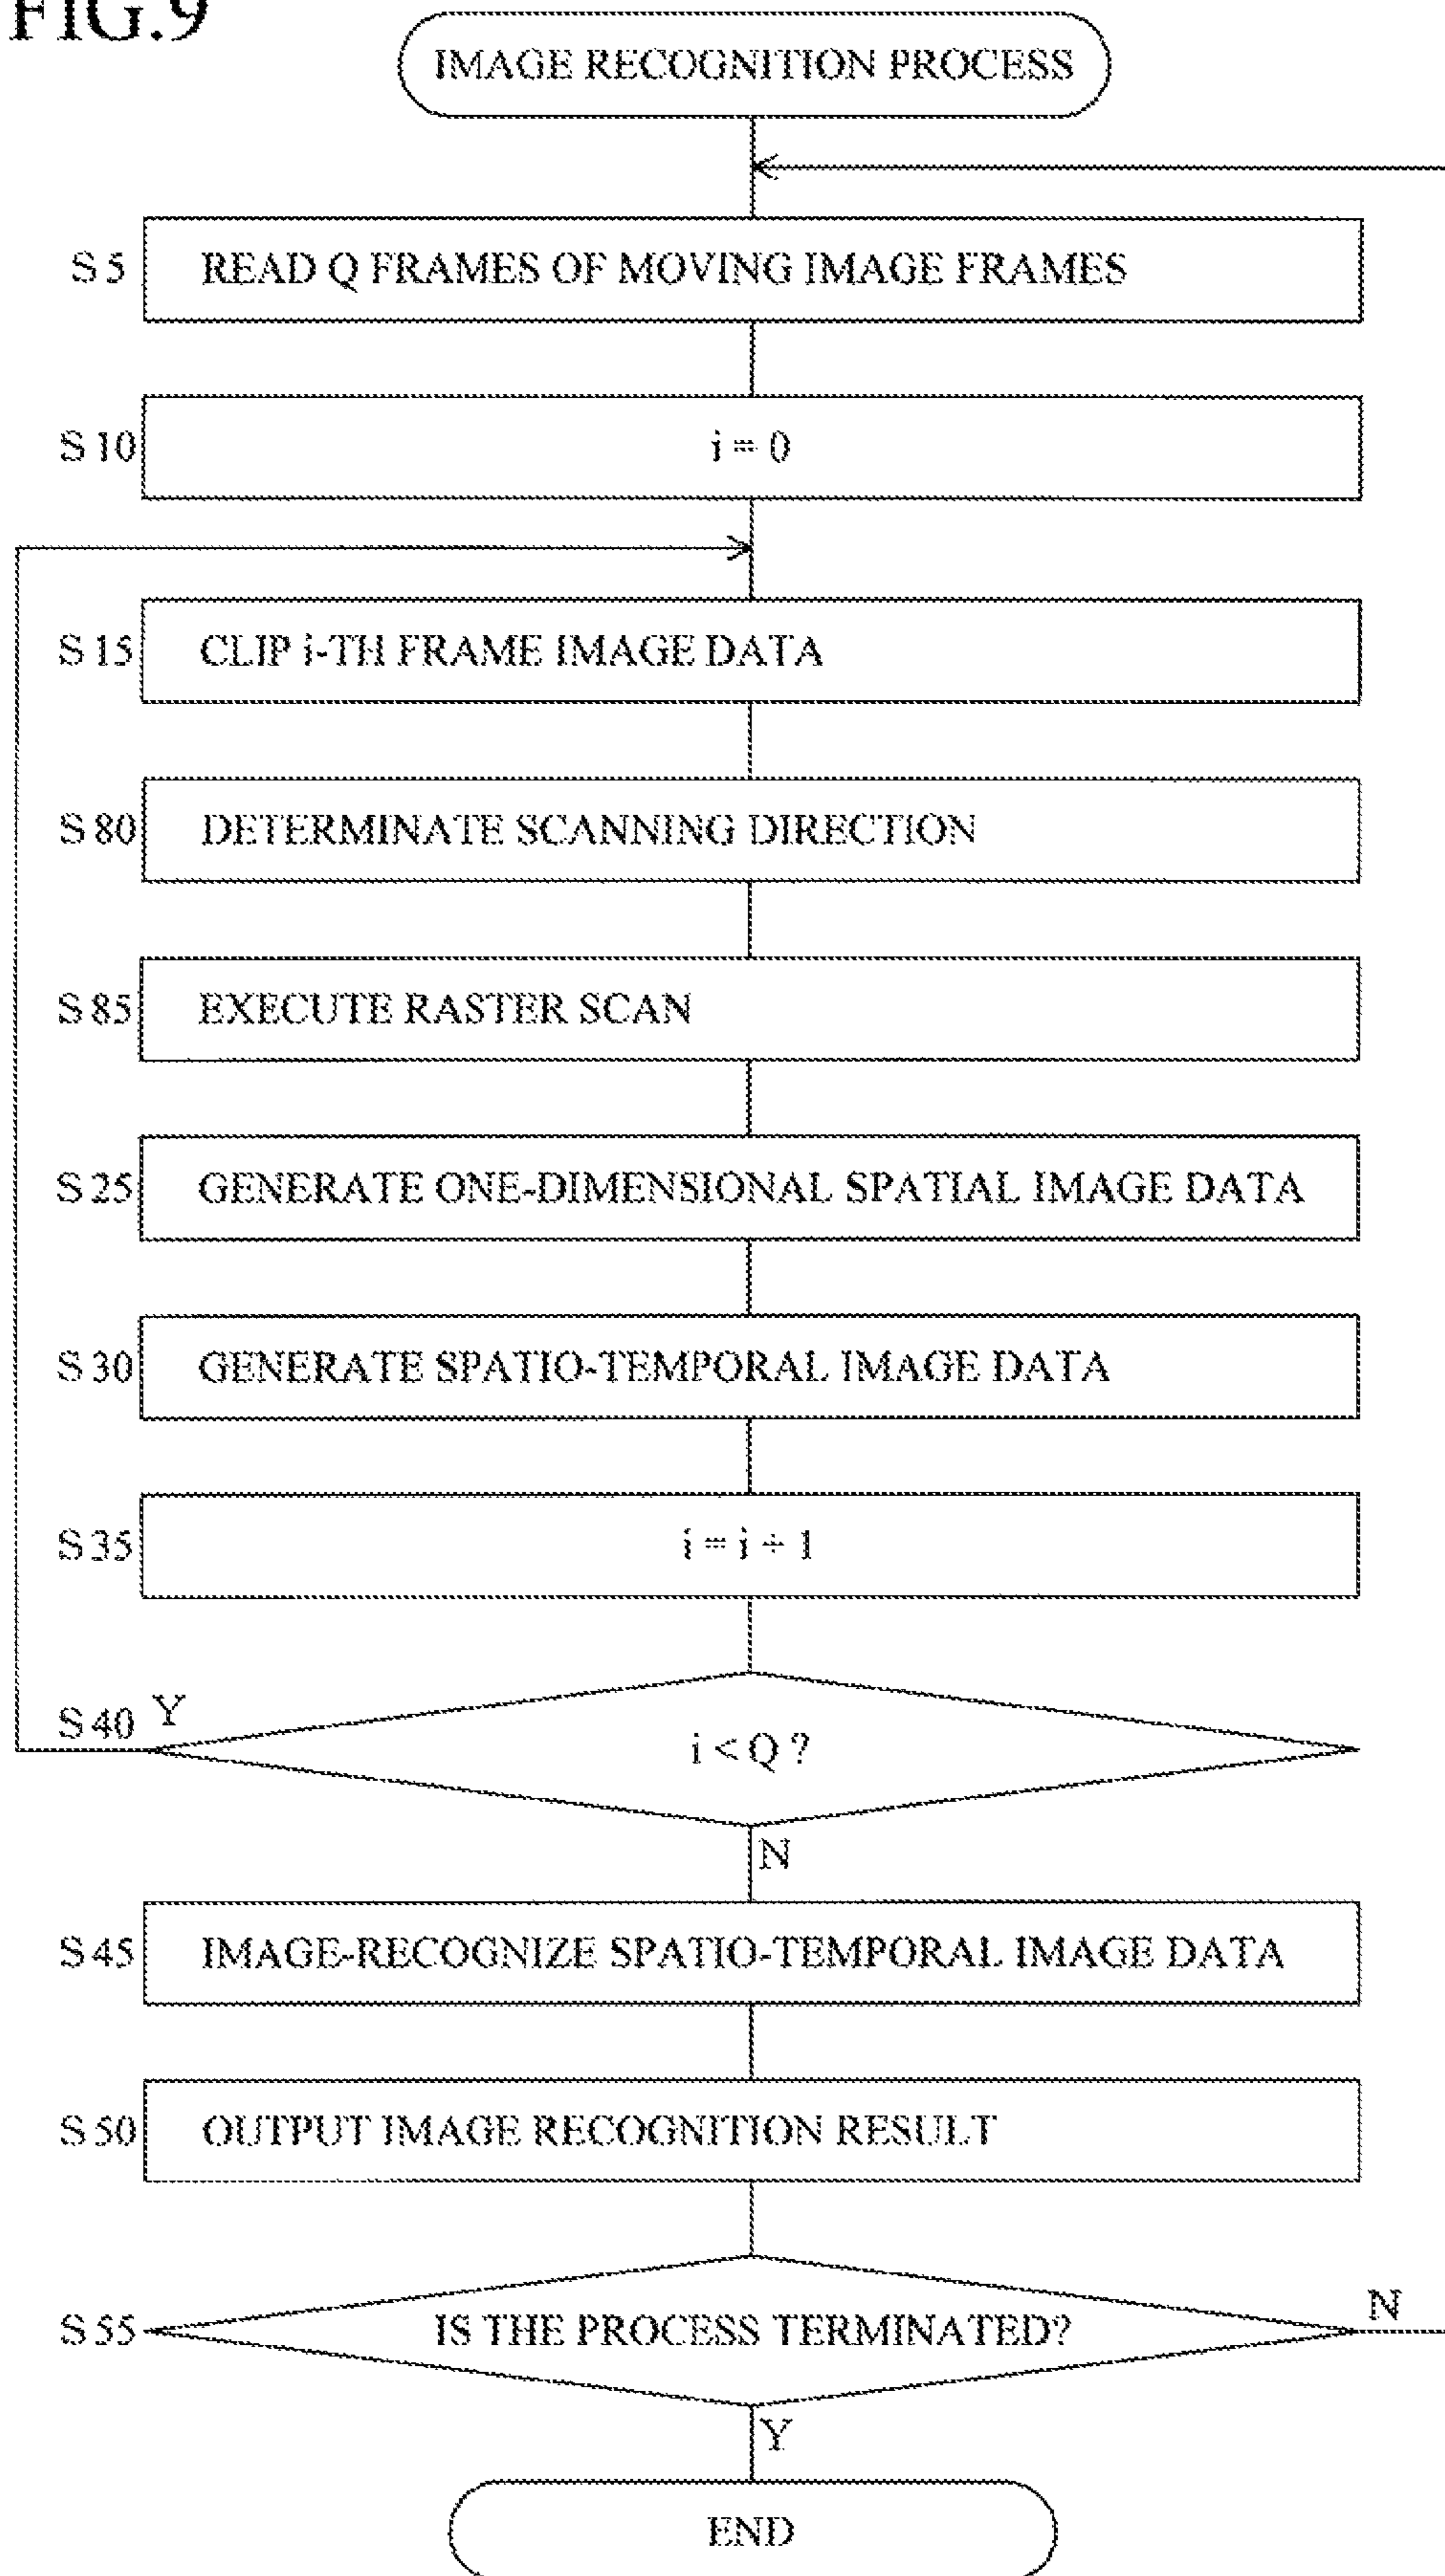 FIG.9
IMAGE RECOGNITION PROCESS
S5 READ Q FRAMES OF MOVING IMAGE FRAMES
S10 i = 0
S15 CLIP i-TH FRAME IMAGE DATA
S80 DETERMINATE SCANNING DIRECTION
S85 EXECUTE RASTER SCAN
S25 GENERATE ONE-DIMENSIONAL SPATIAL IMAGE DATA
S30 GENERATE SPATIO-TEMPORAL IMAGE DATA
S35 i = i + 1
S40 Y i < Q ?
N
S45 IMAGE-RECOGNIZE SPATIO-TEMPORAL IMAGE DATA
S50 OUTPUT IMAGE RECOGNITION RESULT
S55 IS THE PROCESS TERMINATED? N
Y
END